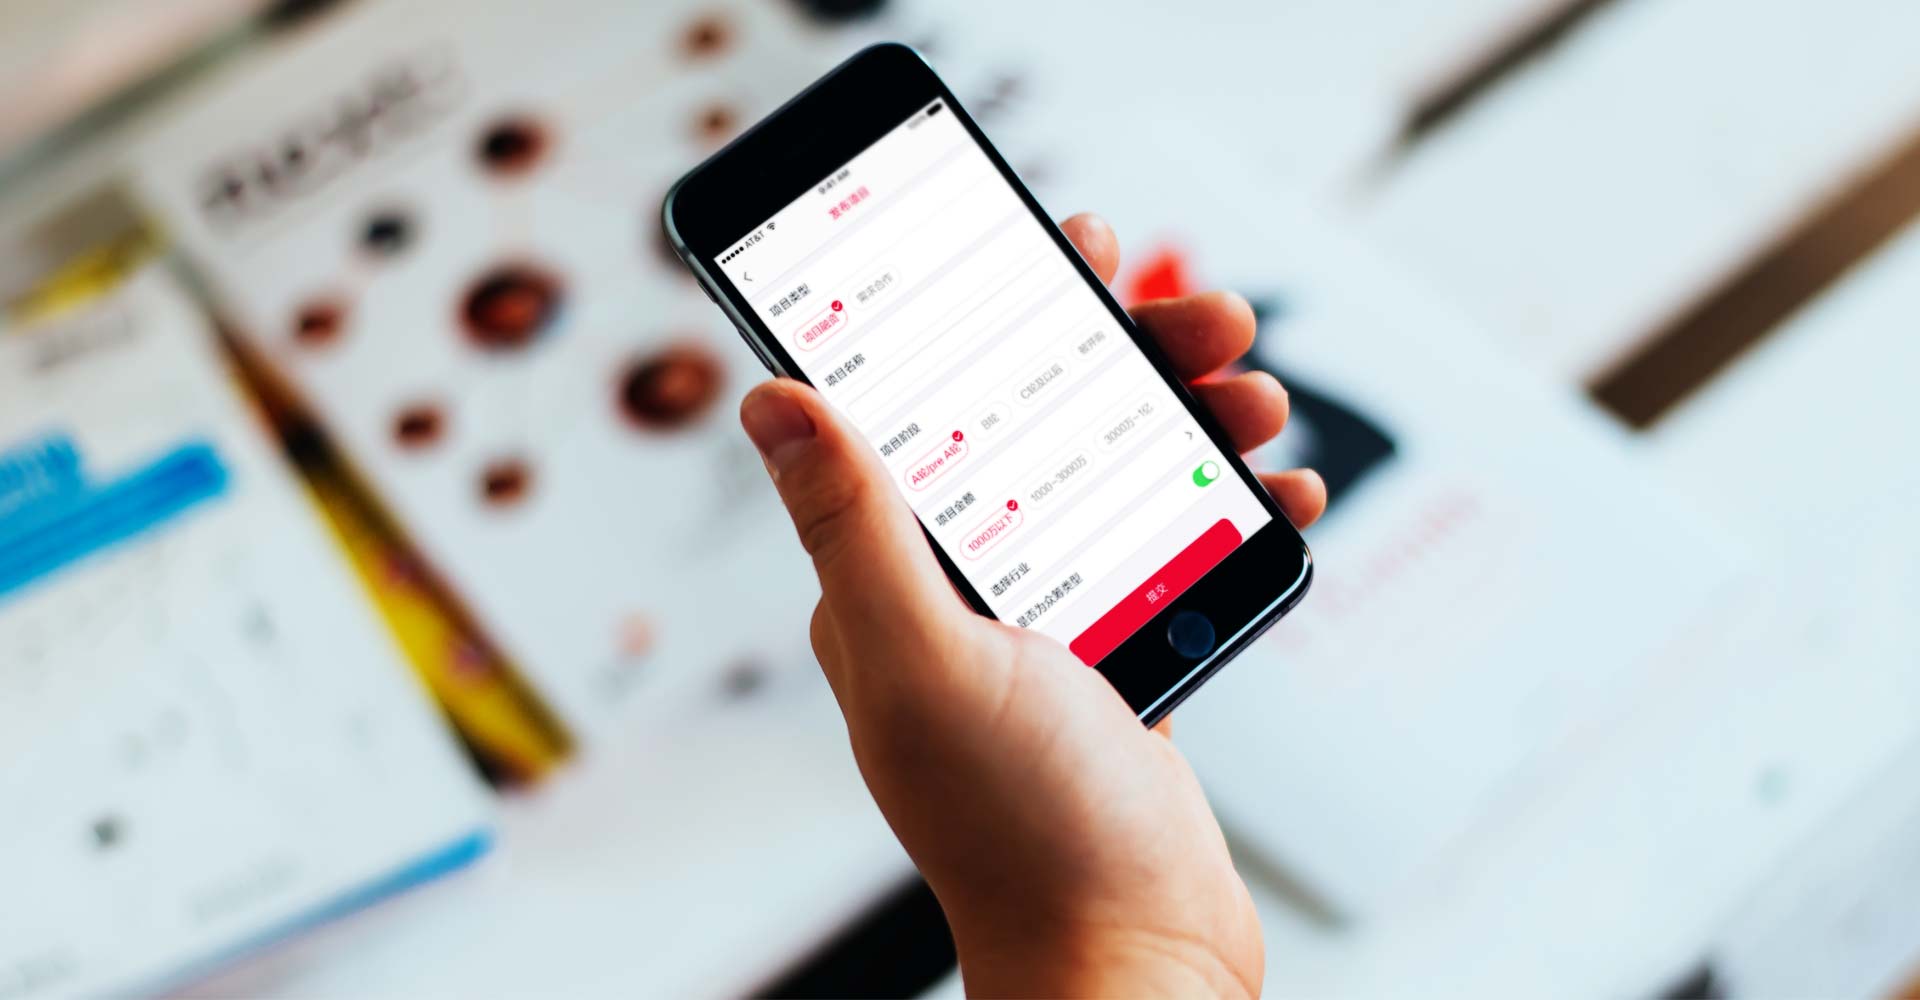 AT&T
9:41 AM
发布项目
项目类型
项目融资 需求合作
项目名称
项目阶段
A轮/pre A轮 B轮 C轮及以后
项目金额
1000万以下 1000~3000万 3000万~1亿
选择行业
是否为众筹类型
提交